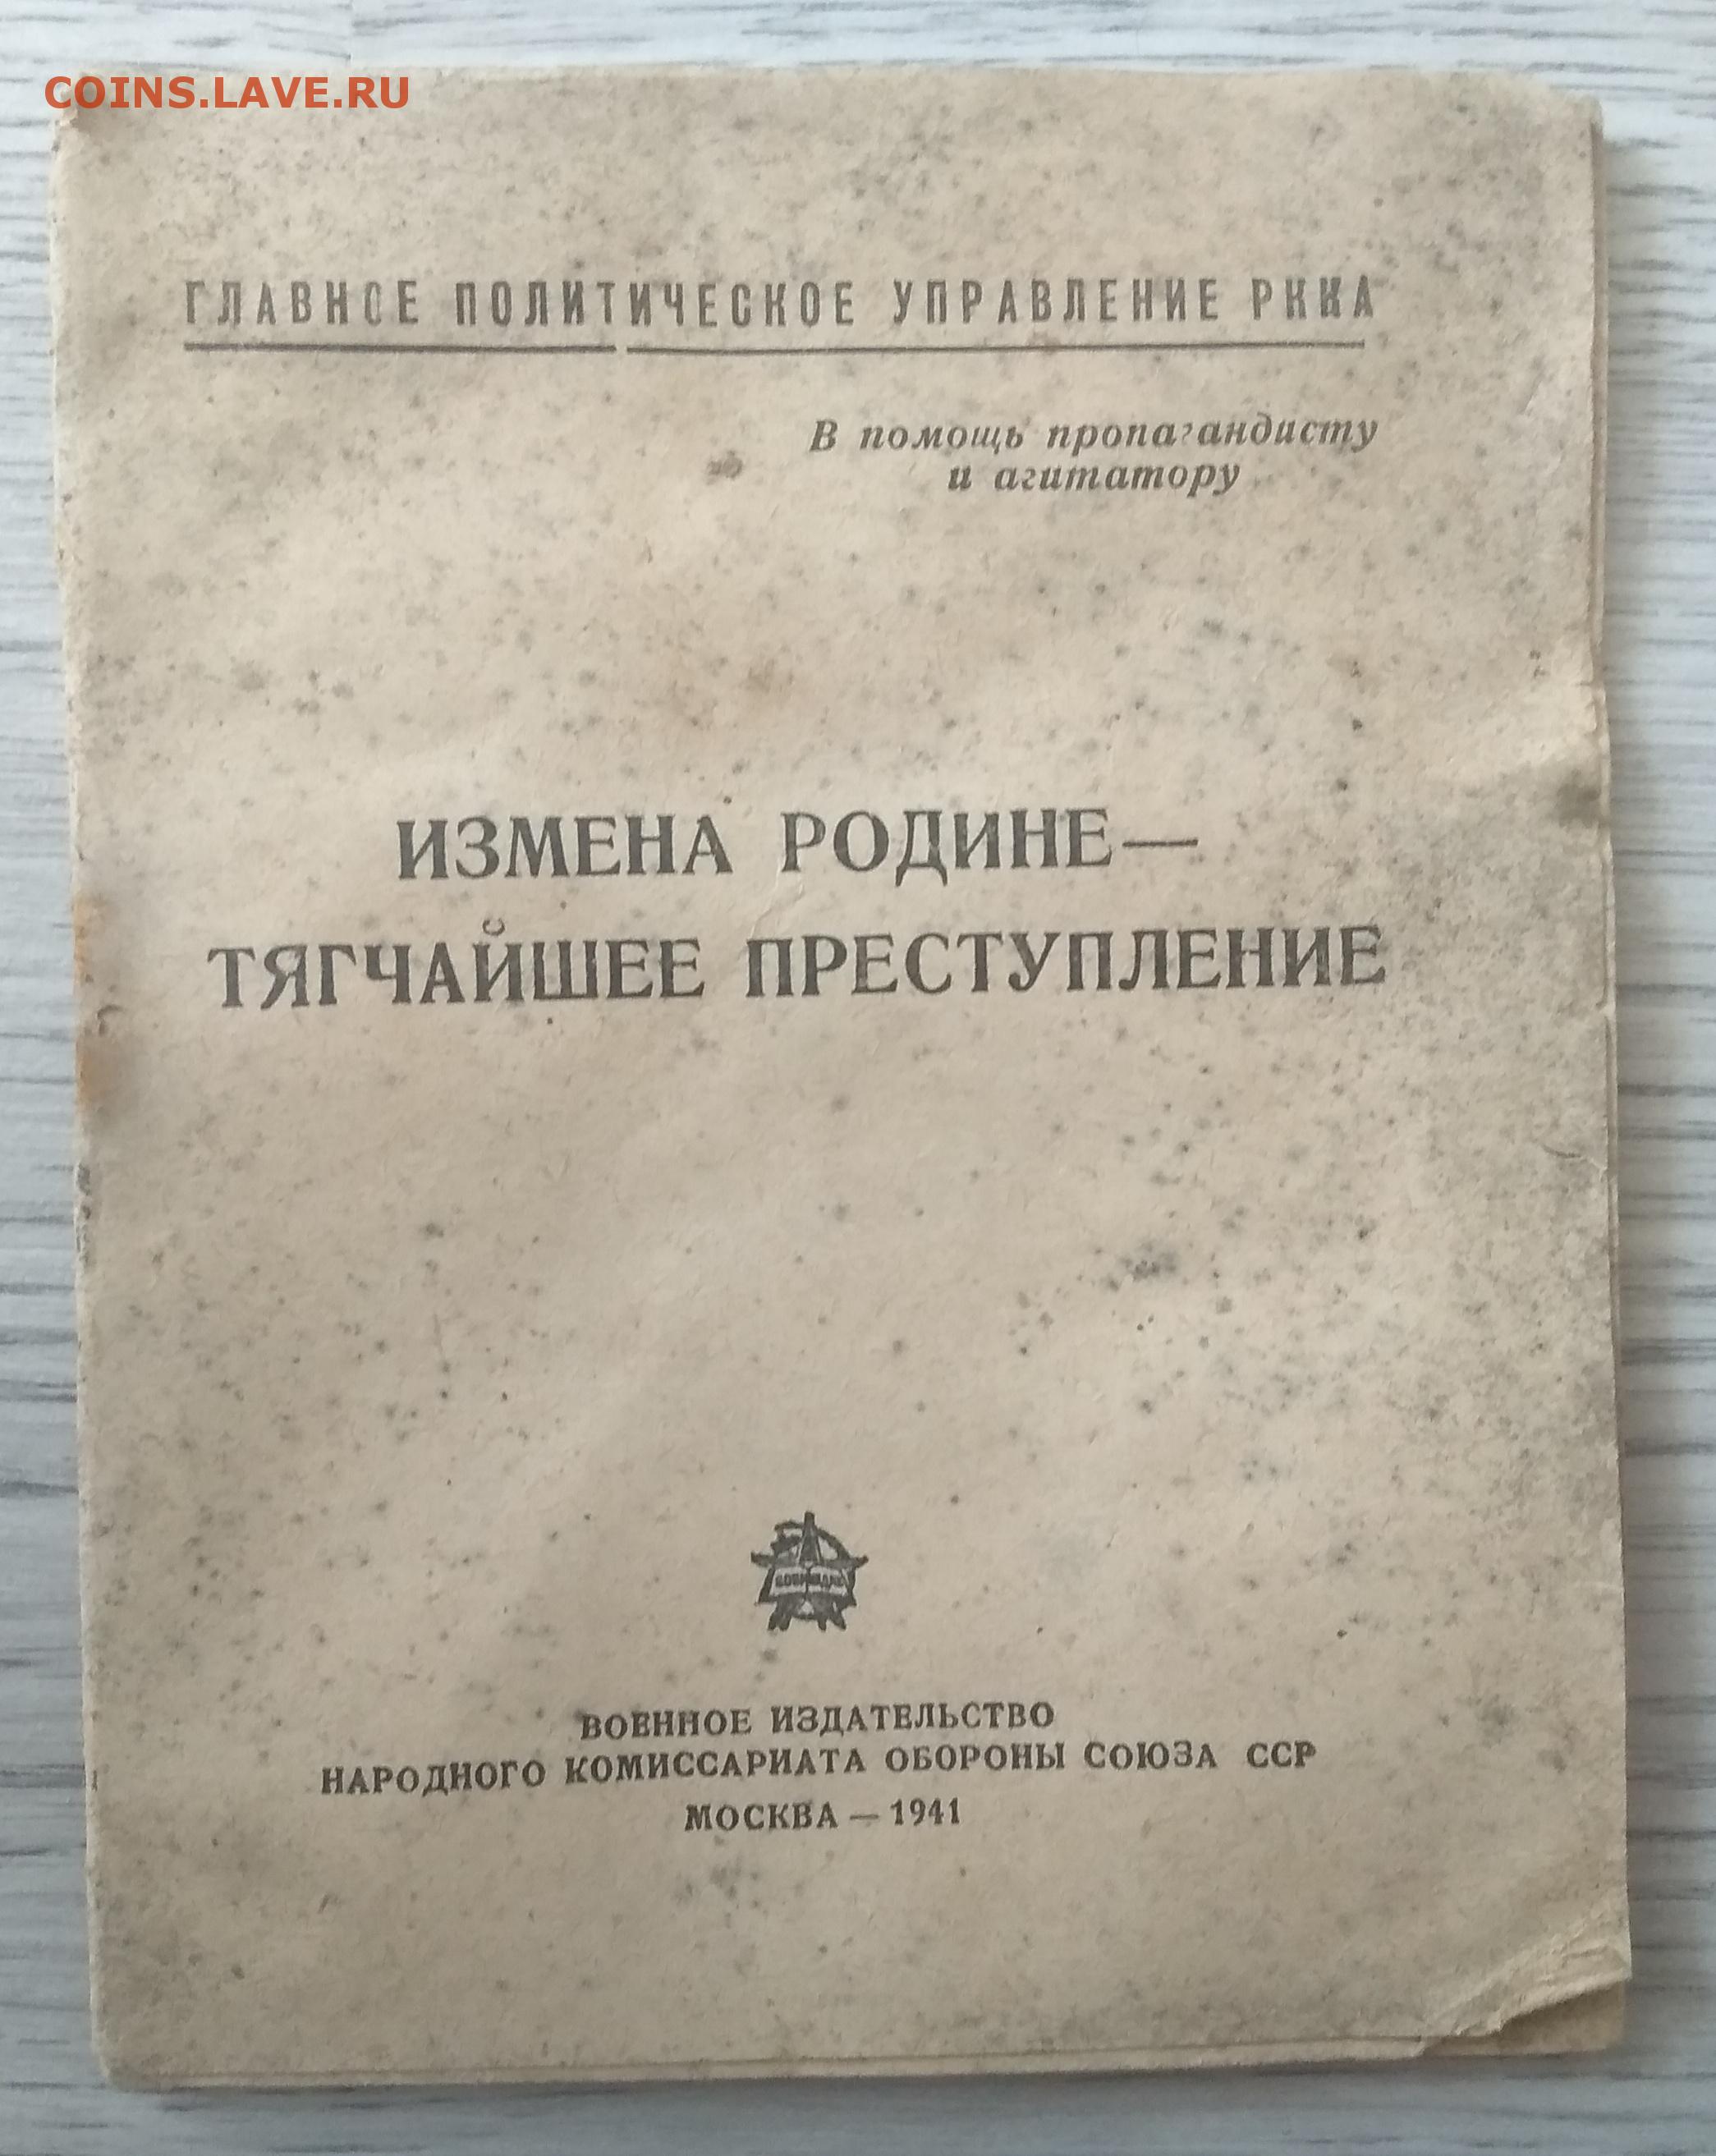 COINS.LAVE.RU
ГЛАВНОЕ ПОЛИТИЧЕСКОЕ УПРАВЛЕНИЕ РККА
В помощь пропагандисту
и агитатору
ИЗМЕНА РОДИНЕ —
ТЯГЧАЙШЕЕ ПРЕСТУПЛЕНИЕ
ВОЕННОЕ ИЗДАТЕЛЬСТВО
НАРОДНОГО КОМИССАРИАТА ОБОРОНЫ СОЮЗА ССР
МОСКВА — 1941